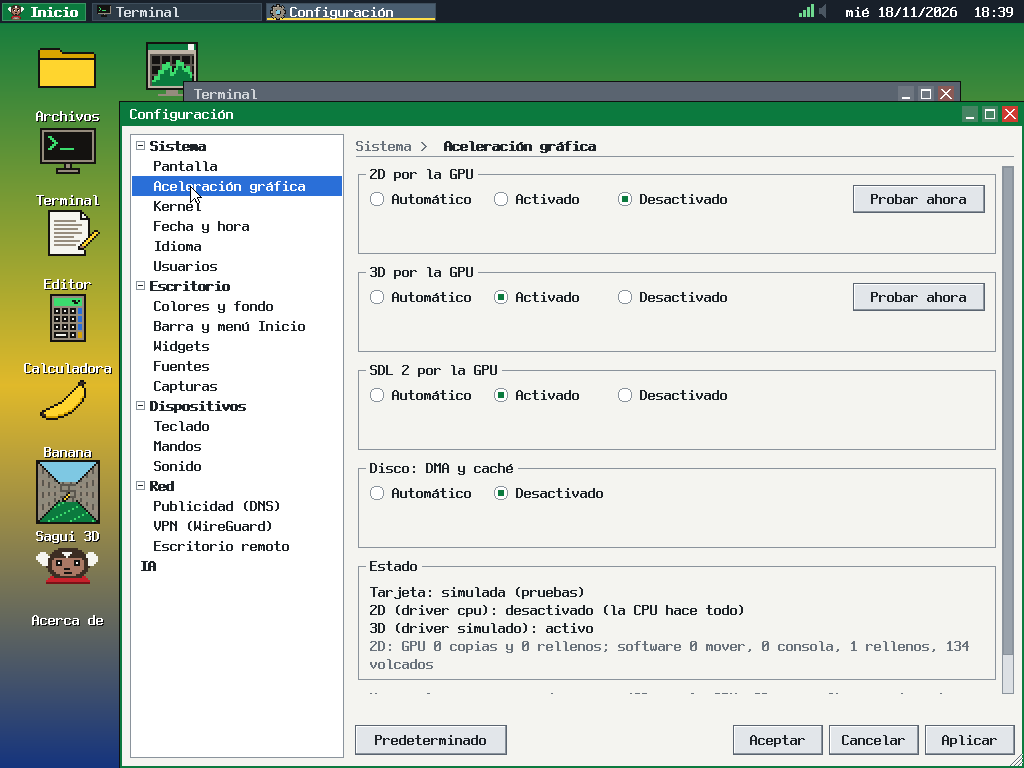 Inicio
Terminal
Configuración
mié 18/11/2026 18:39
Archivos
Terminal
Editor
Calculadora
Banana
Sagui 3D
Acerca de
Terminal
Configuración
Sistema
Pantalla
Aceleración gráfica
Kernel
Fecha y hora
Idioma
Usuarios
Escritorio
Colores y fondo
Barra y menú Inicio
Widgets
Fuentes
Capturas
Dispositivos
Teclado
Mandos
Sonido
Red
Publicidad (DNS)
VPN (WireGuard)
Escritorio remoto
IA
Sistema > Aceleración gráfica
2D por la GPU
Automático Activado Desactivado Probar ahora
3D por la GPU
Automático Activado Desactivado Probar ahora
SDL 2 por la GPU
Automático Activado Desactivado
Disco: DMA y caché
Automático Desactivado
Estado
Tarjeta: simulada (pruebas)
2D (driver cpu): desactivado (la CPU hace todo)
3D (driver simulado): activo
2D: GPU 0 copias y 0 rellenos; software 0 mover, 0 consola, 1 rellenos, 134
volcados
Predeterminado Aceptar Cancelar Aplicar